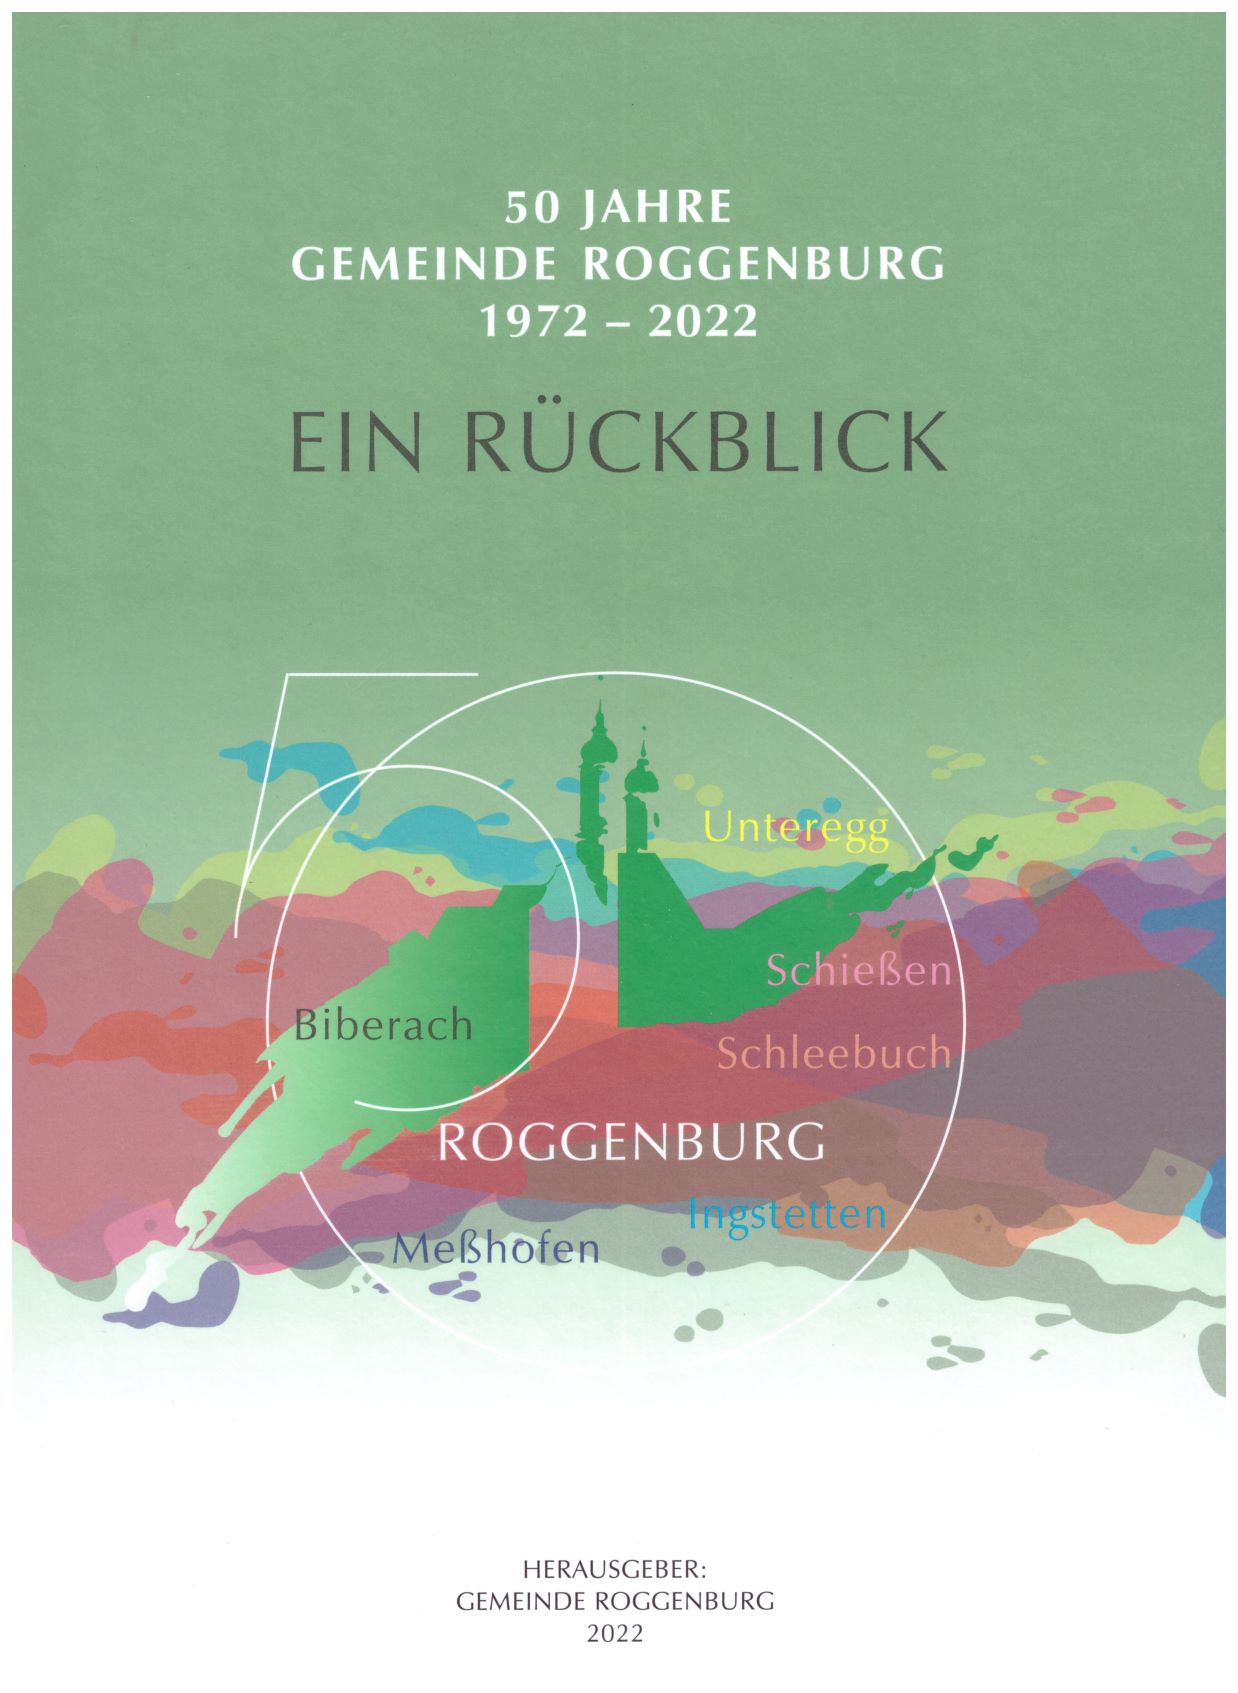 50 JAHRE
GEMEINDE ROGGENBURG
1972 – 2022
EIN RÜCKBLICK
50
Unteregg
Schießen
Biberach
Schleebuch
ROGGENBURG
Ingstetten
Meßhofen
HERAUSGEBER:
GEMEINDE ROGGENBURG
2022